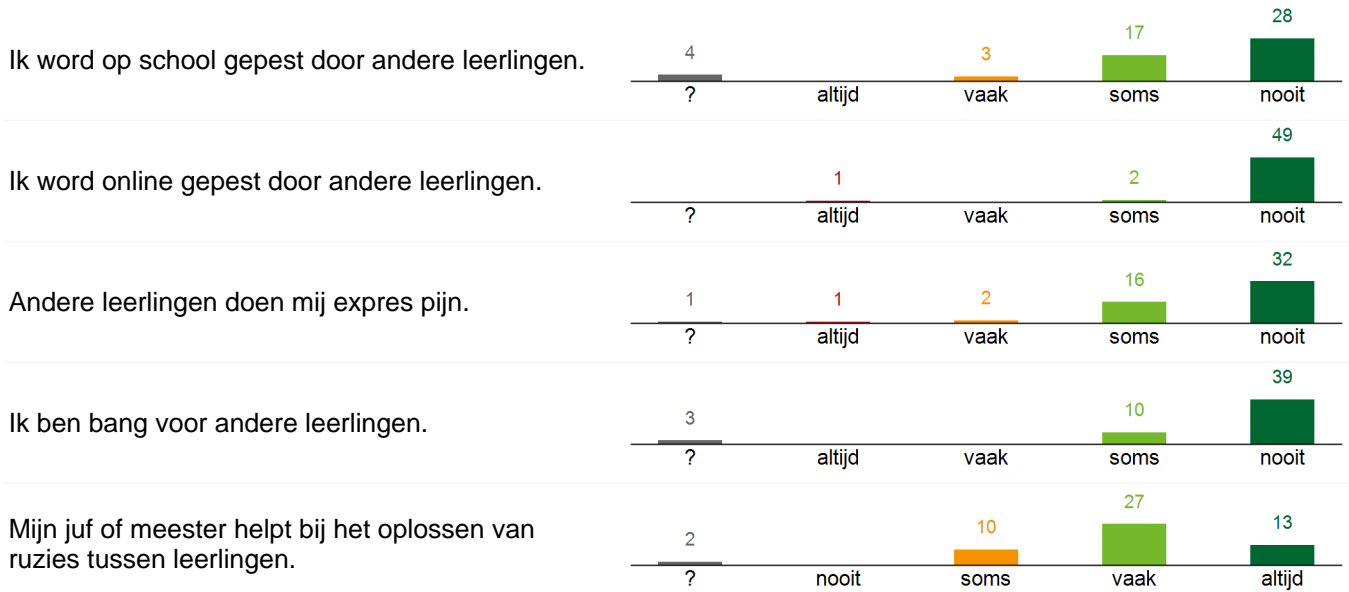 28
17
4
3
Ik word op school gepest door andere leerlingen.
? altijd vaak soms nooit
49
1
2
Ik word online gepest door andere leerlingen.
? altijd vaak soms nooit
32
16
1 1 2
Andere leerlingen doen mij expres pijn.
? altijd vaak soms nooit
39
10
3
Ik ben bang voor andere leerlingen.
? altijd vaak soms nooit
27
13
10
2
Mijn juf of meester helpt bij het oplossen van
ruzies tussen leerlingen.
? nooit soms vaak altijd